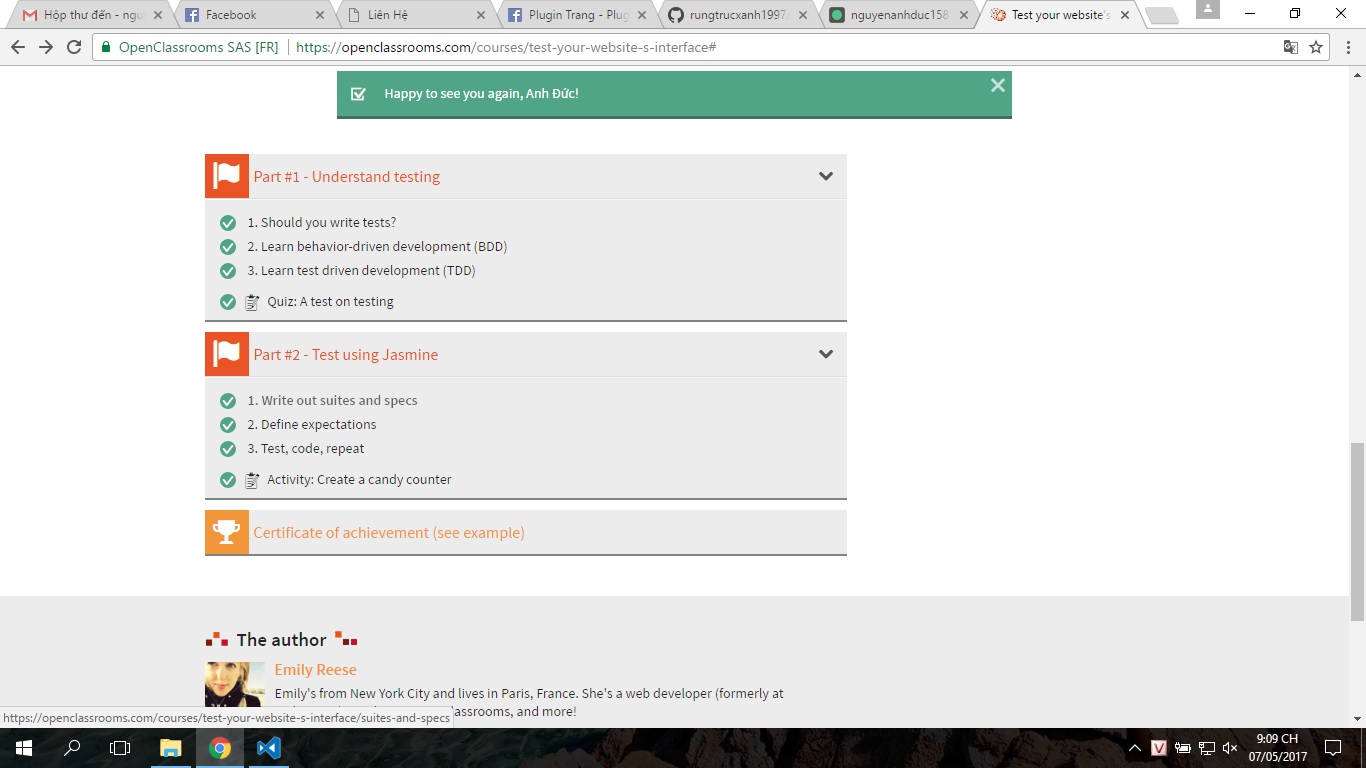 Hộp thư đến - ngu
Facebook
Liên Hệ
Plugin Trang - Plug
rungtrucxanh1997
nguyenanhduc158
Test your website's
OpenClassrooms SAS [FR]
https://openclassrooms.com/courses/test-your-website-s-interface#
Happy to see you again, Anh Đức!
Part #1 - Understand testing
1. Should you write tests?
2. Learn behavior-driven development (BDD)
3. Learn test driven development (TDD)
Quiz: A test on testing
Part #2 - Test using Jasmine
1. Write out suites and specs
2. Define expectations
3. Test, code, repeat
Activity: Create a candy counter
Certificate of achievement (see example)
The author
Emily Reese
Emily's from New York City and lives in Paris, France. She's a web developer (formerly at
lassrooms, and more!
https://openclassrooms.com/courses/test-your-website-s-interface/suites-and-specs
V
9:09 CH
07/05/2017